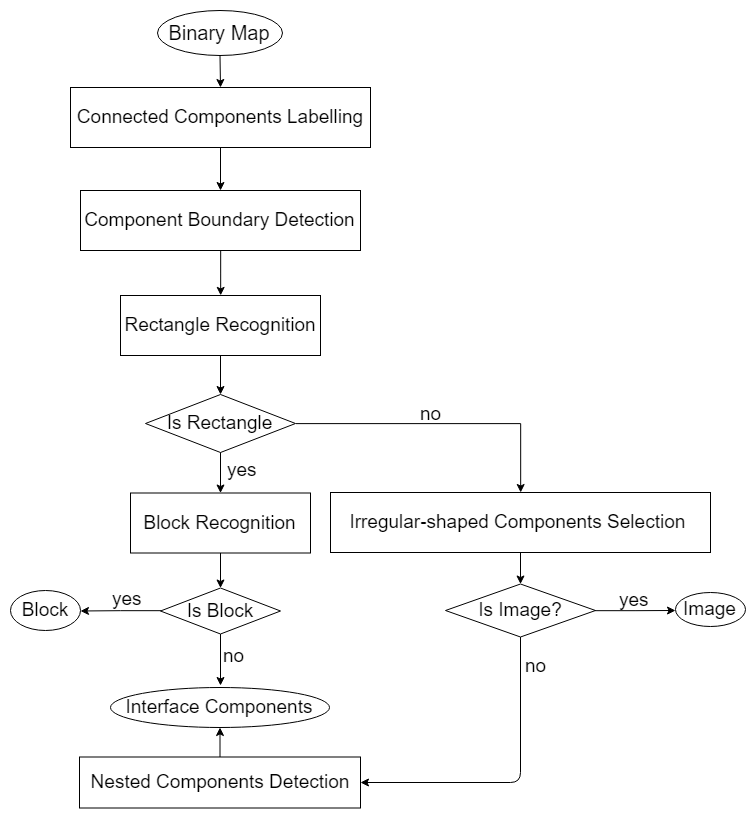 Binary Map
Connected Components Labelling
Component Boundary Detection
Rectangle Recognition
Is Rectangle
no
yes
Block Recognition
Irregular-shaped Components Selection
Block
yes
Is Block
Is Image?
yes
Image
no
no
Interface Components
Nested Components Detection